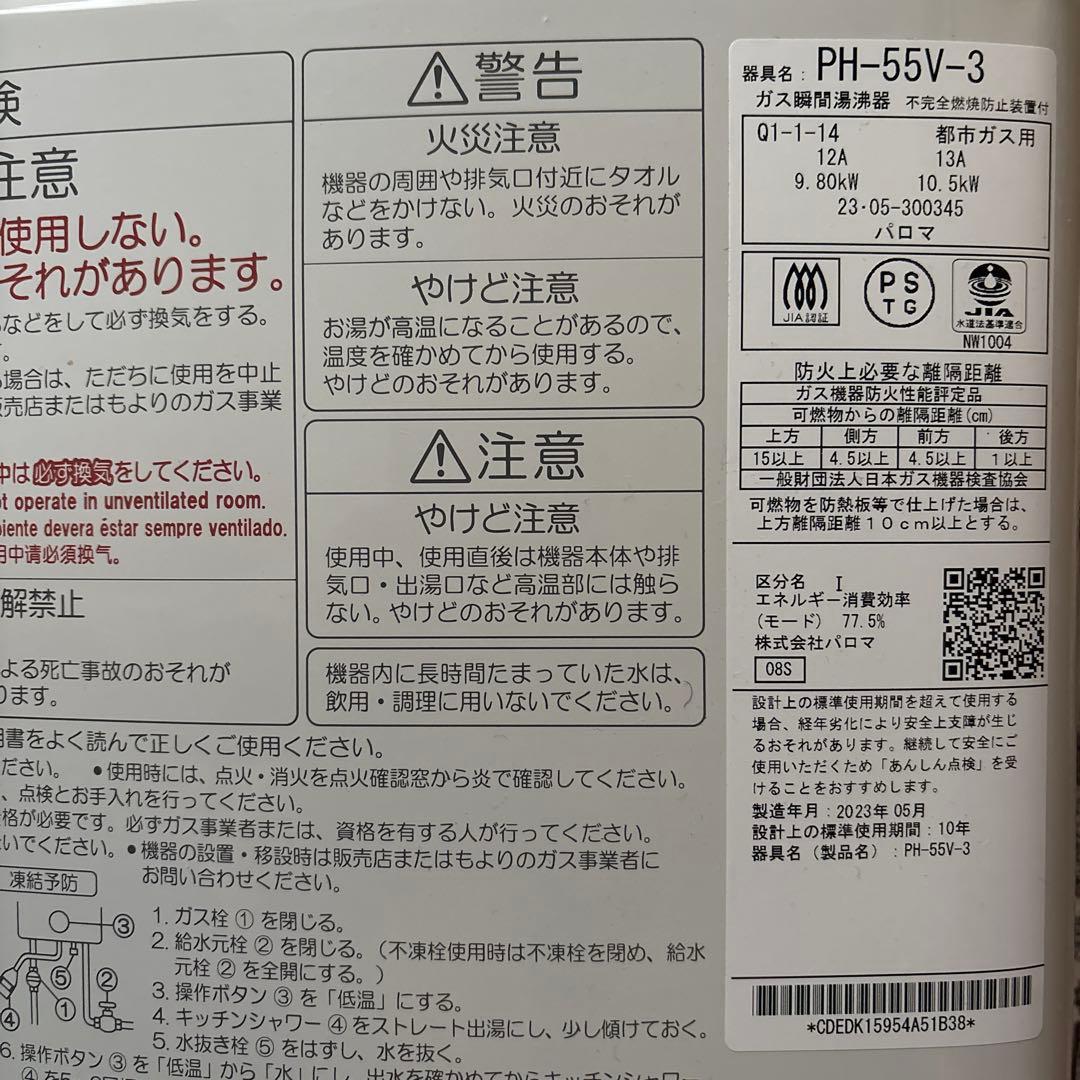 険
注意
使用しない。
それがあります。
などをして必ず換気をする。
場合は、ただちに使用を中止
売店またはもよりのガス事業
中は必ず換気をしてください。
ot operate in unventilated room.
biente devera éstar sempre ventilado.
用中请必须换气。
解禁止
よる死亡事故のおそれが
ります。
⚠警告
火災注意
機器の周囲や排気口付近にタオル
などをかけない。火災のおそれが
あります。
やけど注意
お湯が高温になることがあるので、
温度を確かめてから使用する。
やけどのおそれがあります。
⚠注意
やけど注意
使用中、使用直後は機器本体や排
気口・出湯口など高温部には触ら
ない。やけどのおそれがあります。
機器内に長時間たまっていた水は、
飲用・調理に用いないでください。
明書をよく読んで正しくご使用ください。
ださい。 ●使用時には、点火・消火を点火確認窓から炎で確認してください。
、点検とお手入れを行ってください。
格が必要です。必ずガス事業者または、資格を有する人が行ってください。
いでください。●機器の設置・移設時は販売店またはもよりのガス事業者に
お問い合わせください。
凍結予防
③
⑤
②
①
④
1. ガス栓 ① を閉じる。
2. 給水元栓 ② を閉じる。（不凍栓使用時は不凍栓を閉め、給水
元栓 ② を全開にする。）
3. 操作ボタン ③ を「低温」にする。
4. キッチンシャワー ④ をストレート出湯にし、少し傾けておく。
5. 水抜き栓 ⑤ をはずし、水を抜く。
6. 操作ボタン ③ を「低温」から「水」にし、出水を確かめてからキッチンシャワー
器具名：PH-55V-3
ガス瞬間湯沸器 不完全燃焼防止装置付
Q1-1-14 都市ガス用
12A 13A
9.80kW 10.5kW
23・05-300345
パロマ
JIA認証
PS
TG
JIA
水道法基準適合
NW1004
防火上必要な離隔距離
ガス機器防火性能評定品
可燃物からの離隔距離(cm)
上方 側方 前方 後方
15以上 4.5以上 4.5以上 1以上
一般財団法人日本ガス機器検査協会
可燃物を防熱板等で仕上げた場合は、
上方離隔距離１０ｃｍ以上とする。
区分名 I
エネルギー消費効率
(モード) 77.5%
株式会社パロマ
08S
設計上の標準使用期間を超えて使用する
場合、経年劣化により安全上支障が生じ
るおそれがあります。継続して安全にご
使用いただくため「あんしん点検」を受
けることをおすすめします。
製造年月：2023年05月
設計上の標準使用期間：10年
器具名（製品名）：PH-55V-3
*CDEDK15954A51B38*